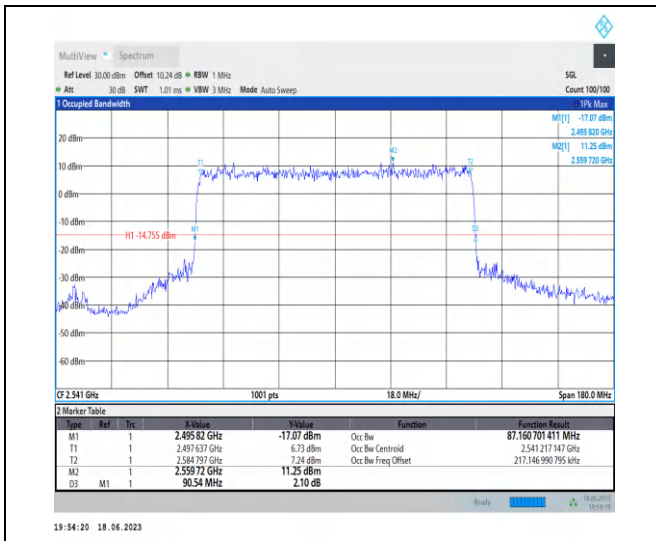 MultiView Spectrum
Ref Level 30.00 dBm Offset 10.24 dB RBW 1 MHz SGL
Att 30 dB SWT 1.01 ms VBW 3 MHz Mode Auto Sweep Count 100/100
1 Occupied Bandwidth 1Pk Max
M1[1] -17.07 dBm
2.495 820 GHz
M2[1] 11.25 dBm
2.559 720 GHz
20 dBm
M2
T1 T2
10 dBm
0 dBm
-10 dBm
M1 D3
H1 -14.755 dBm
-20 dBm
-30 dBm
-40 dBm
-50 dBm
-60 dBm
CF 2.541 GHz 1001 pts 18.0 MHz/ Span 180.0 MHz
2 Marker Table
Type Ref Trc X-Value Y-Value Function Function Result
M1 1 2.495 82 GHz -17.07 dBm Occ Bw 87.160 701 411 MHz
T1 1 2.497 637 GHz 6.73 dBm Occ Bw Centroid 2.541 217 147 GHz
T2 1 2.584 797 GHz 7.24 dBm Occ Bw Freq Offset 217.146 990 795 kHz
M2 1 2.559 72 GHz 11.25 dBm
D3 M1 1 90.54 MHz 2.10 dB
Ready
19:54:20 18.06.2023